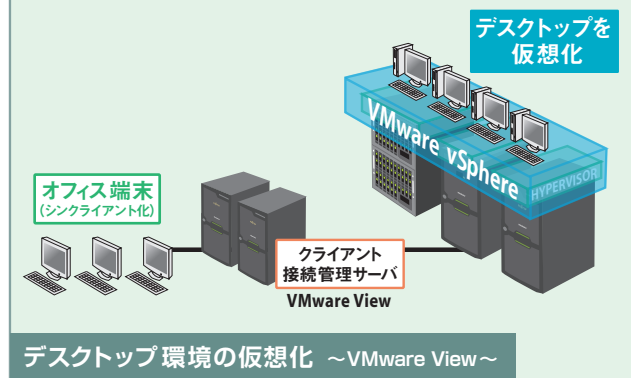 デスクトップを
仮想化
VMware vSphere
HYPERVISOR
オフィス端末
(シンクライアント化)
クライアント
接続管理サーバ
VMware View
デスクトップ環境の仮想化 ~VMware View~